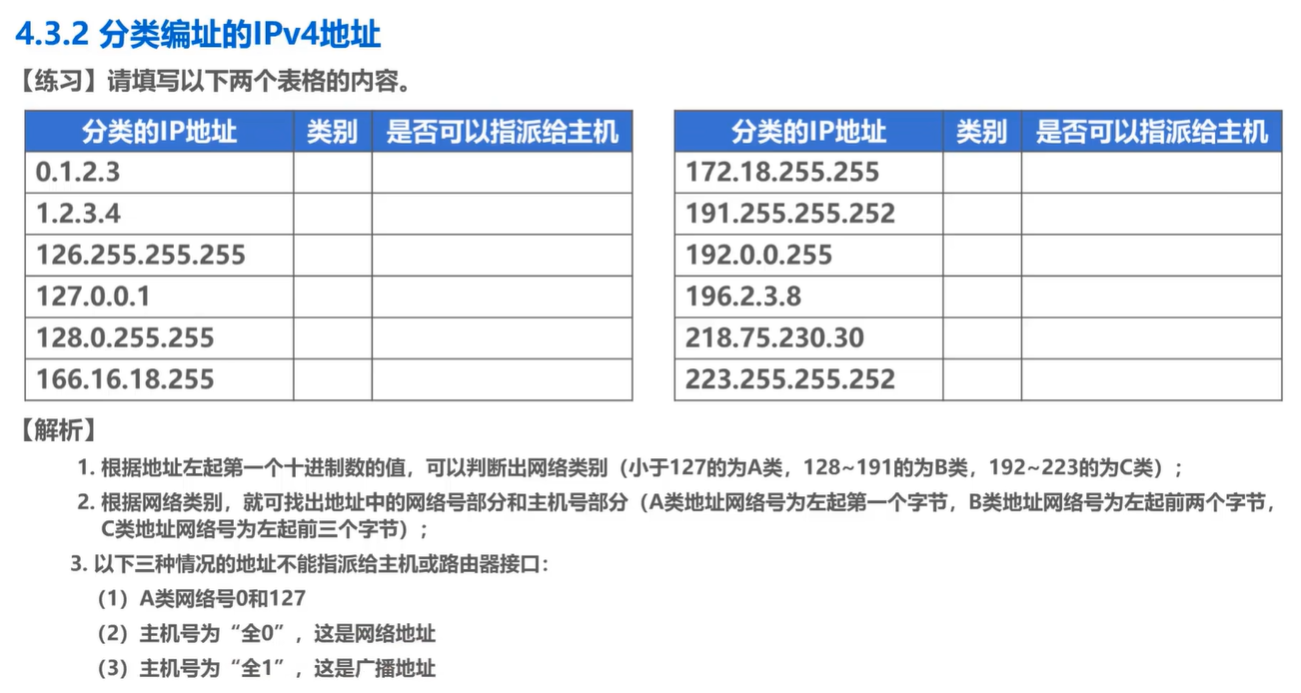 4.3.2 分类编址的IPv4地址
【练习】请填写以下两个表格的内容。
分类的IP地址 类别 是否可以指派给主机
0.1.2.3
1.2.3.4
126.255.255.255
127.0.0.1
128.0.255.255
166.16.18.255
分类的IP地址 类别 是否可以指派给主机
172.18.255.255
191.255.255.252
192.0.0.255
196.2.3.8
218.75.230.30
223.255.255.252
【解析】
1. 根据地址左起第一个十进制数的值，可以判断出网络类别（小于127的为A类，128~191的为B类，192~223的为C类）；
2. 根据网络类别，就可找出地址中的网络号部分和主机号部分（A类地址网络号为左起第一个字节，B类地址网络号为左起前两个字节，
C类地址网络号为左起前三个字节）；
3. 以下三种情况的地址不能指派给主机或路由器接口：
（1）A类网络号0和127
（2）主机号为“全0”，这是网络地址
（3）主机号为“全1”，这是广播地址